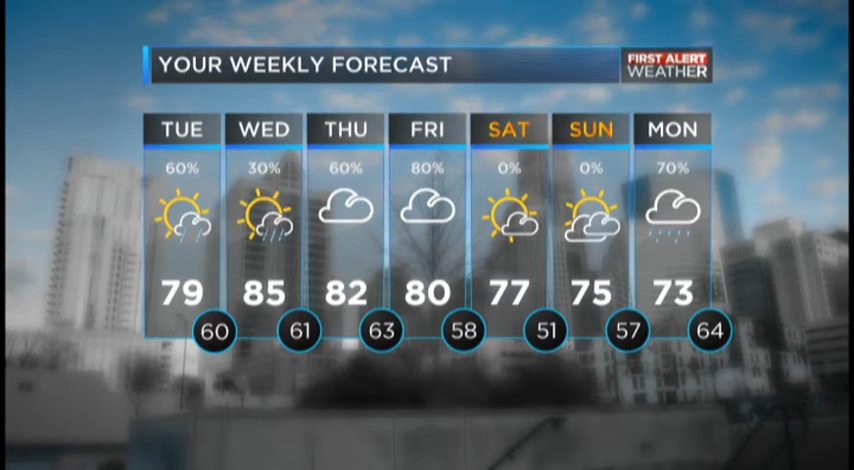 YOUR WEEKLY FORECAST
FIRST ALERT
WEATHER
TUE WED THU FRI SAT SUN MON
60% 30% 60% 80% 0% 0% 70%
79 85 82 80 77 75 73
60 61 63 58 51 57 64